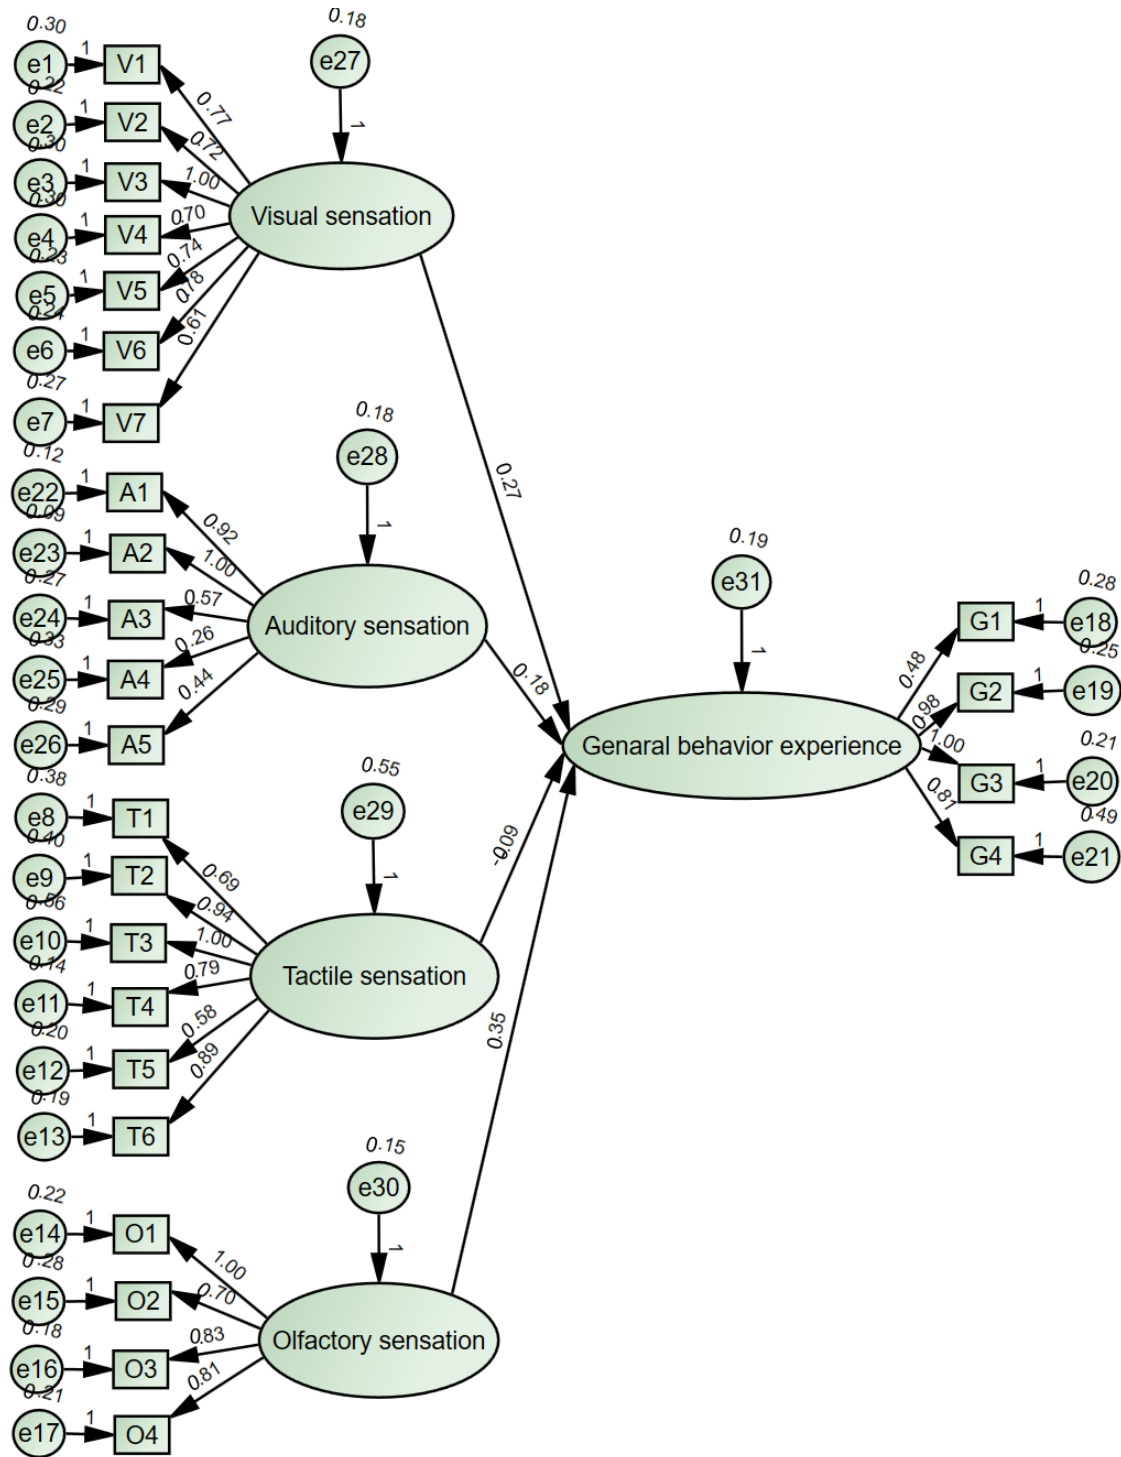 0.30
e1 1 V1
0.22
e2 1 V2
0.30
e3 1 V3
0.30
e4 1 V4
0.23
e5 1 V5
0.24
e6 1 V6
0.27
e7 1 V7
0.77
0.72
1.00
0.70
0.74
0.78
0.61
0.18
e27
1
Visual sensation
0.27
0.12
e22 1 A1
0.09
e23 1 A2
0.27
e24 1 A3
0.33
e25 1 A4
0.29
e26 1 A5
0.92
1.00
0.57
0.26
0.44
0.18
e28
1
Auditory sensation
0.18
0.38
e8 1 T1
0.40
e9 1 T2
0.56
e10 1 T3
0.14
e11 1 T4
0.20
e12 1 T5
0.19
e13 1 T6
0.69
0.94
1.00
0.79
0.58
0.89
0.55
e29
1
Tactile sensation
-0.09
0.22
e14 1 O1
0.28
e15 1 O2
0.18
e16 1 O3
0.21
e17 1 O4
1.00
0.70
0.83
0.81
0.15
e30
1
Olfactory sensation
0.35
0.19
e31
1
Genaral behavior experience
0.48
0.98
1.00
0.81
0.28
G1 1 e18
0.25
G2 1 e19
0.21
G3 1 e20
0.49
G4 1 e21